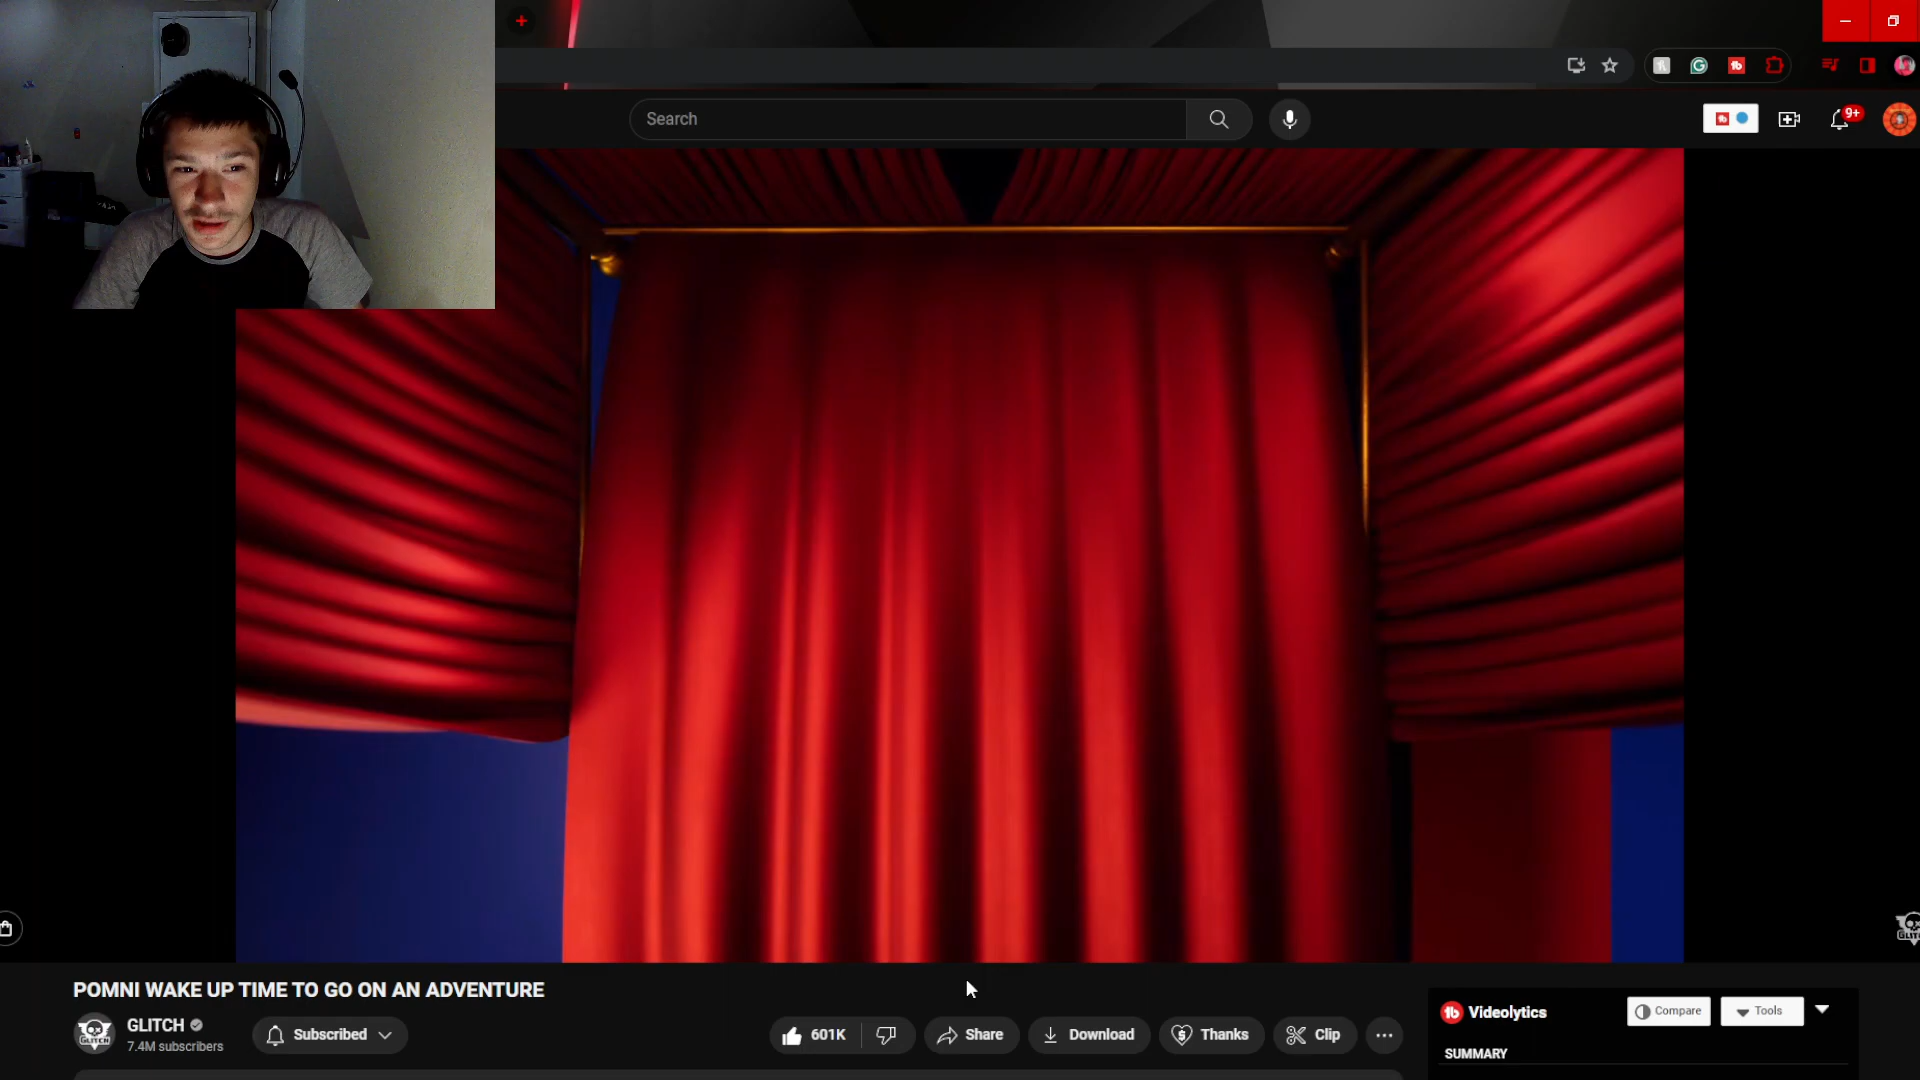 Search
9+
POMNI WAKE UP TIME TO GO ON AN ADVENTURE
GLITCH
7.4M subscribers
Subscribed
601K
Share
Download
Thanks
Clip
Videolytics
Compare
Tools
SUMMARY